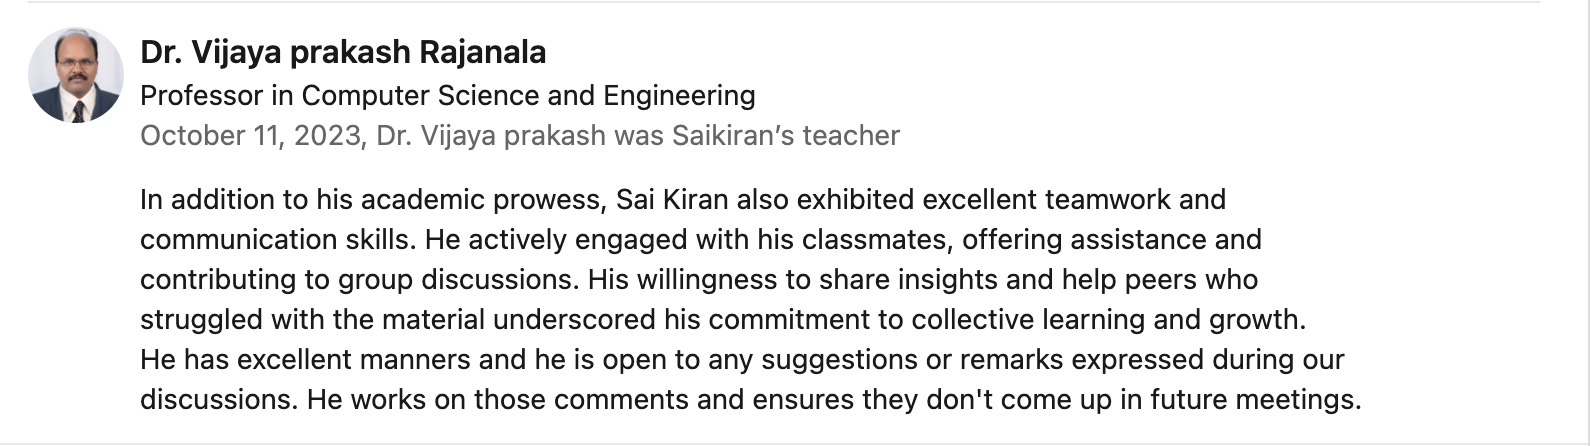 Dr. Vijaya prakash Rajanala
Professor in Computer Science and Engineering
October 11, 2023, Dr. Vijaya prakash was Saikiran’s teacher
In addition to his academic prowess, Sai Kiran also exhibited excellent teamwork and
communication skills. He actively engaged with his classmates, offering assistance and
contributing to group discussions. His willingness to share insights and help peers who
struggled with the material underscored his commitment to collective learning and growth.
He has excellent manners and he is open to any suggestions or remarks expressed during our
discussions. He works on those comments and ensures they don't come up in future meetings.